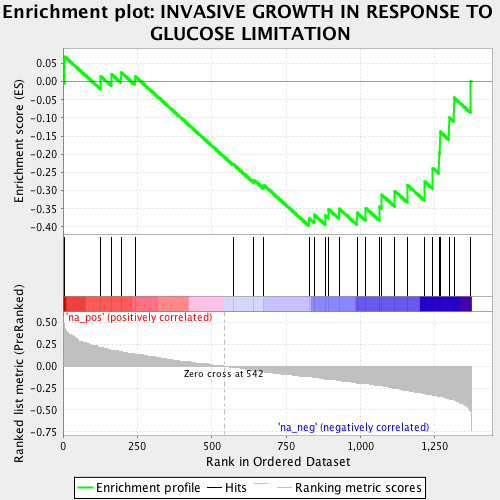 Enrichment plot: INVASIVE GROWTH IN RESPONSE TO
GLUCOSE LIMITATION
Enrichment score (ES)
0.05
0.00
-0.05
-0.10
-0.15
-0.20
-0.25
-0.30
-0.35
-0.40
'na_pos' (positively correlated)
Ranked list metric (PreRanked)
0.50
0.25
0.00
-0.25
-0.50
-0.75
Zero cross at 542
'na_neg' (negatively correlated)
0
250
500
750
1,000
1,250
Rank in Ordered Dataset
Enrichment profile
Hits
Ranking metric scores